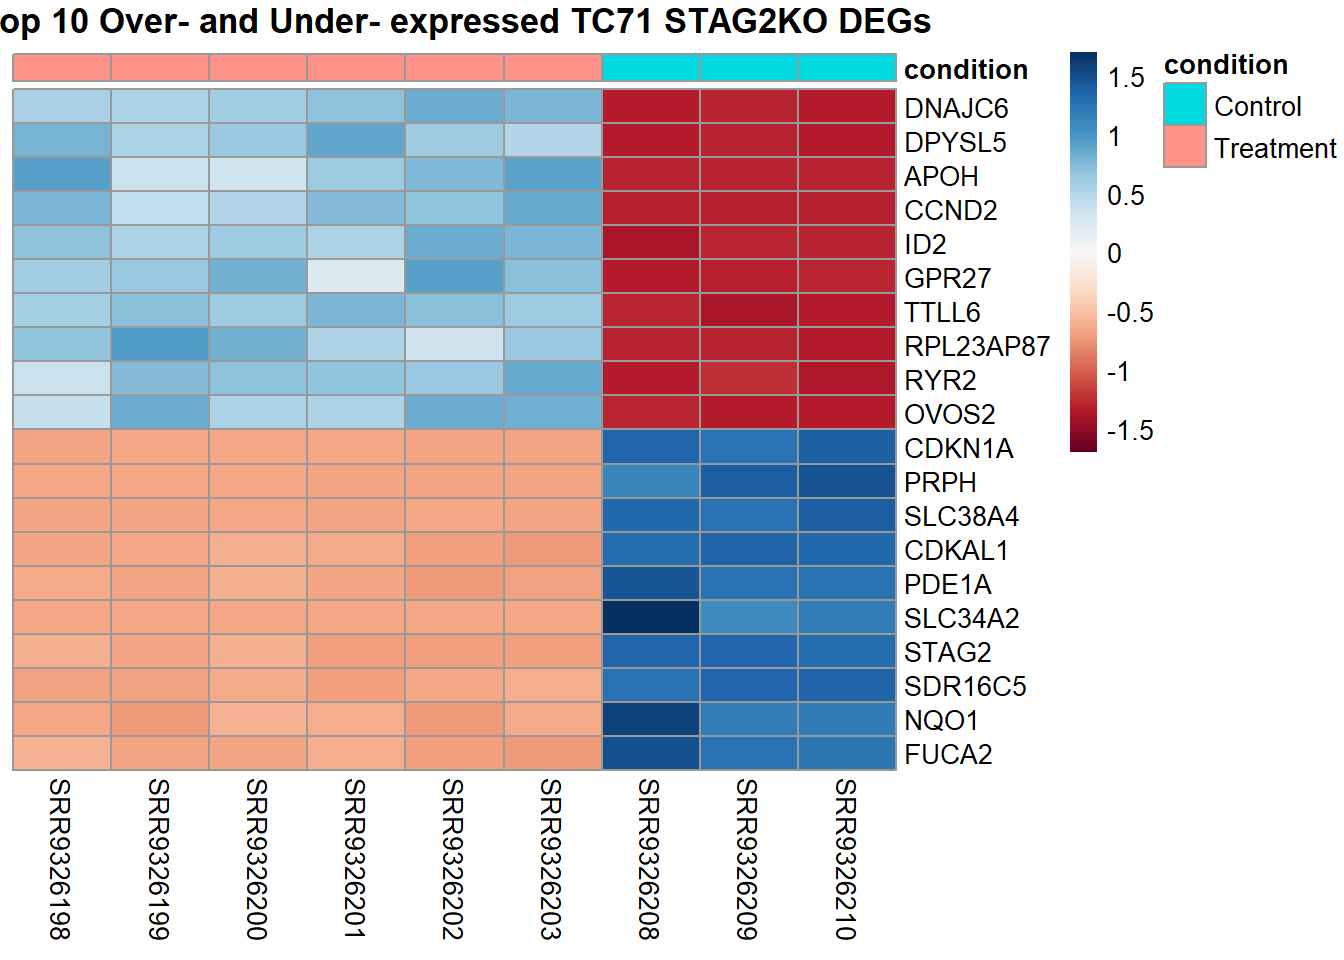 op 10 Over- and Under- expressed TC71 STAG2KO DEGs
condition
DNAJC6
DPYSL5
APOH
CCND2
ID2
GPR27
TTLL6
RPL23AP87
RYR2
OVOS2
CDKN1A
PRPH
SLC38A4
CDKAL1
PDE1A
SLC34A2
STAG2
SDR16C5
NQO1
FUCA2
1.5
1
0.5
0
-0.5
-1
-1.5
condition
Control
Treatment
SRR9326198
SRR9326199
SRR9326200
SRR9326201
SRR9326202
SRR9326203
SRR9326208
SRR9326209
SRR9326210